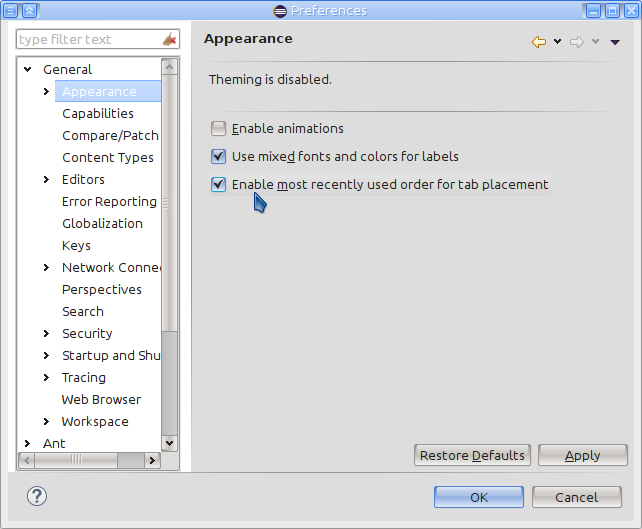 Preferences
type filter text
General
Appearance
Capabilities
Compare/Patch
Content Types
Editors
Error Reporting
Globalization
Keys
Network Conne
Perspectives
Search
Security
Startup and Shu
Tracing
Web Browser
Workspace
Ant
Appearance
Theming is disabled.
Enable animations
Use mixed fonts and colors for labels
Enable most recently used order for tab placement
Restore Defaults
Apply
?
OK
Cancel